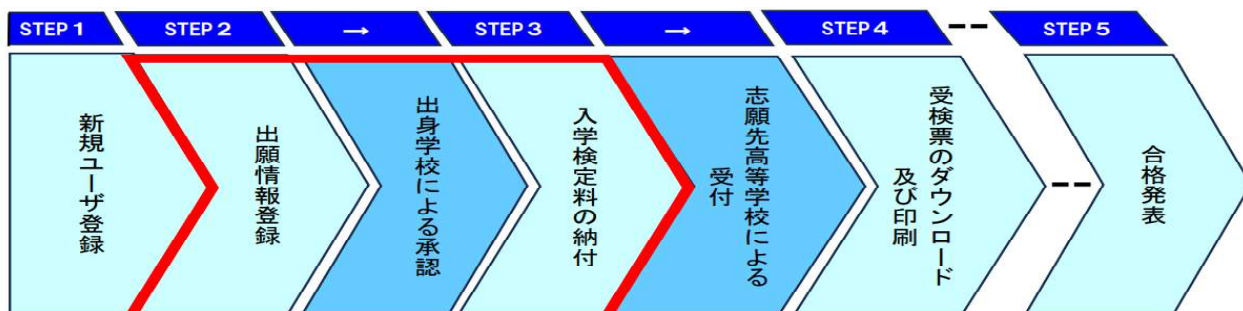 STEP 1
STEP 2
→
STEP 3
→
STEP 4
STEP 5
新規ユーザ登録
出願情報登録
出身学校による承認
入学検定料の納付
志願先高等学校による
受付
受検票のダウンロード
及び印刷
合格発表